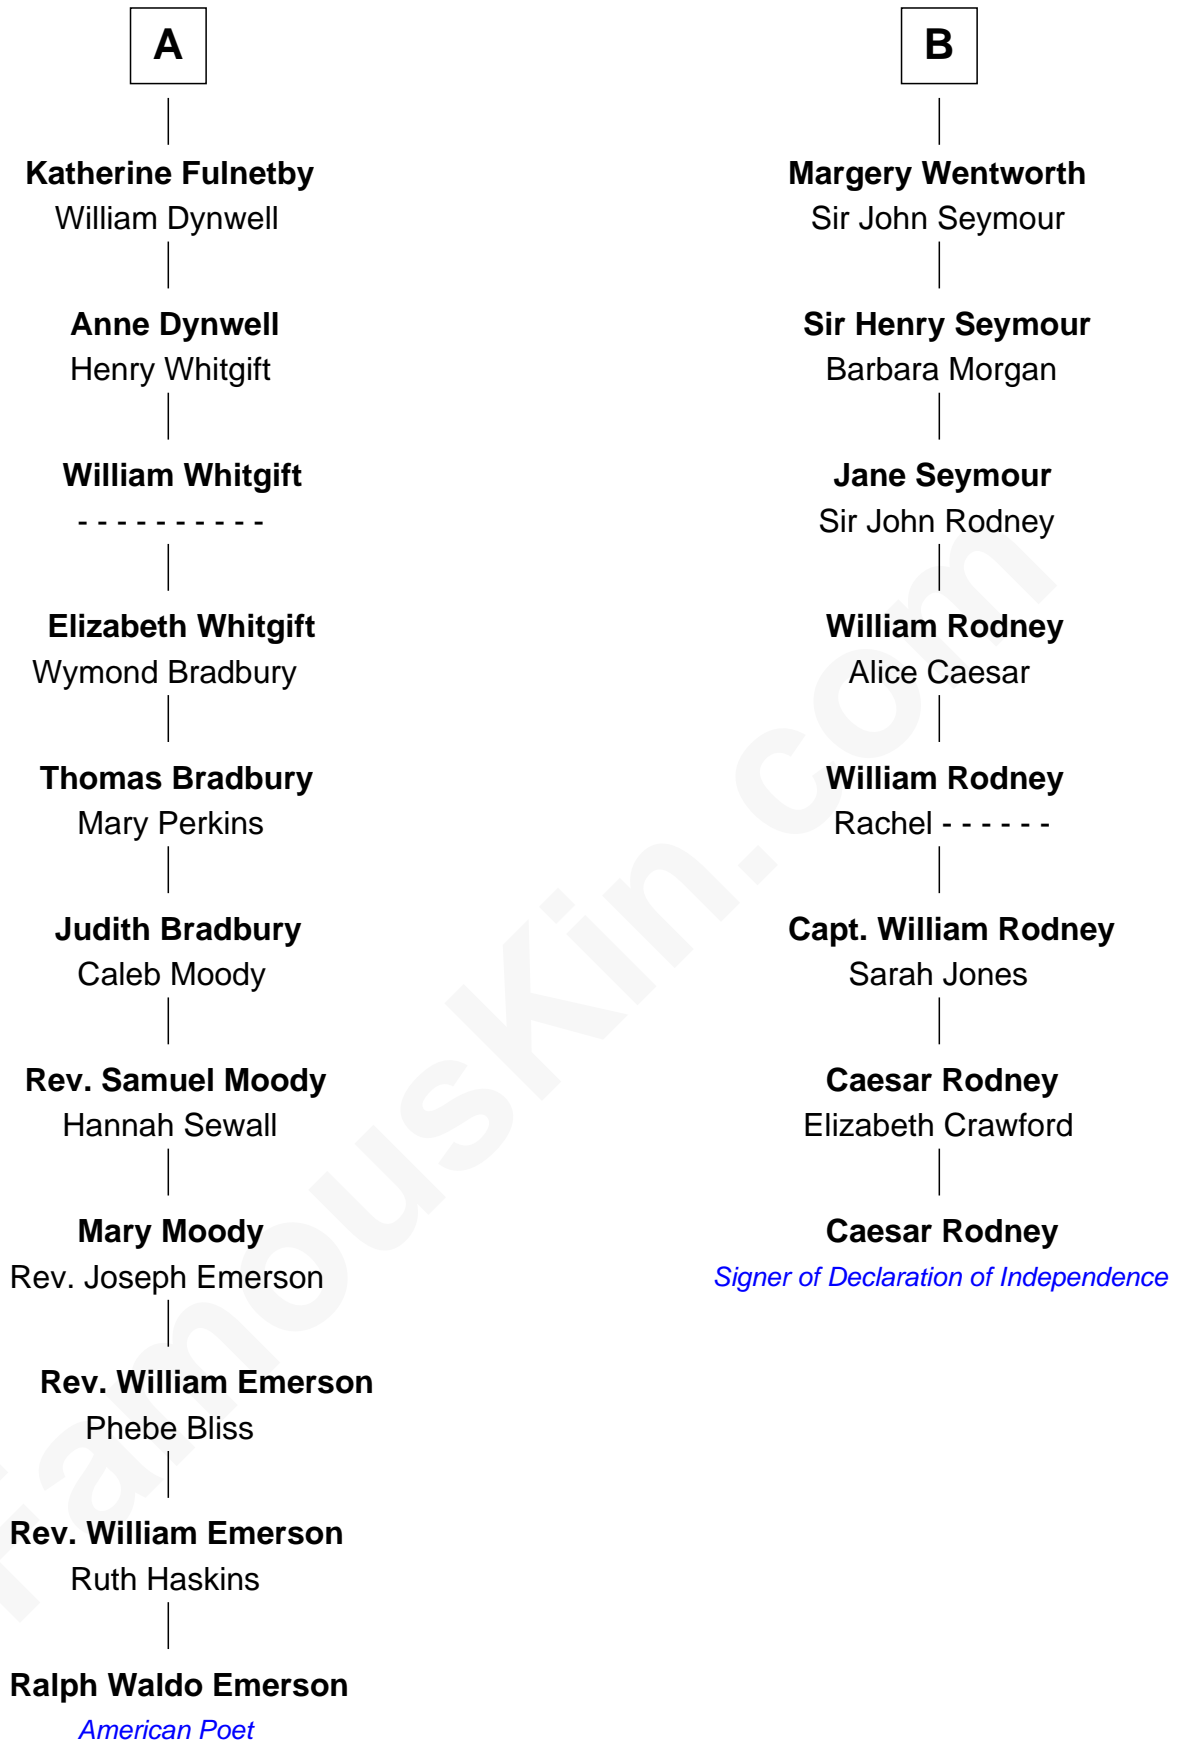 A
Katherine Fulnetby
William Dynwell
Anne Dynwell
Henry Whitgift
William Whitgift
- - - - - - - - - -
Elizabeth Whitgift
Wymond Bradbury
Thomas Bradbury
Mary Perkins
Judith Bradbury
Caleb Moody
Rev. Samuel Moody
Hannah Sewall
Mary Moody
Rev. Joseph Emerson
Rev. William Emerson
Phebe Bliss
Rev. William Emerson
Ruth Haskins
Ralph Waldo Emerson
American Poet
B
Margery Wentworth
Sir John Seymour
Sir Henry Seymour
Barbara Morgan
Jane Seymour
Sir John Rodney
William Rodney
Alice Caesar
William Rodney
Rachel - - - - - -
Capt. William Rodney
Sarah Jones
Caesar Rodney
Elizabeth Crawford
Caesar Rodney
Signer of Declaration of Independence
FamousKin.com